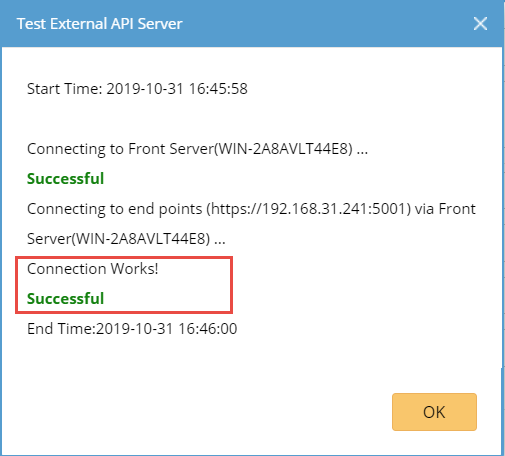 Test External API Server
Start Time: 2019-10-31 16:45:58
Connecting to Front Server(WIN-2A8AVLT44E8) ...
Successful
Connecting to end points (https://192.168.31.241:5001) via Front
Server(WIN-2A8AVLT44E8) ...
Connection Works!
Successful
End Time:2019-10-31 16:46:00
OK